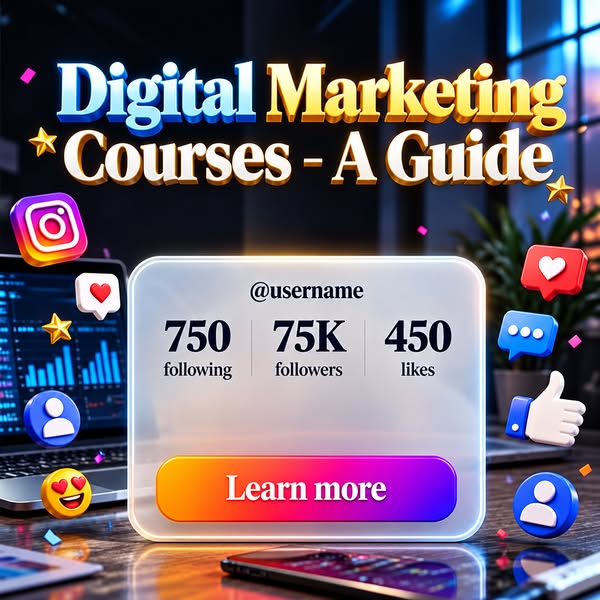 Digital Marketing
Courses - A Guide
@username
750 75K 450
following followers likes
Learn more